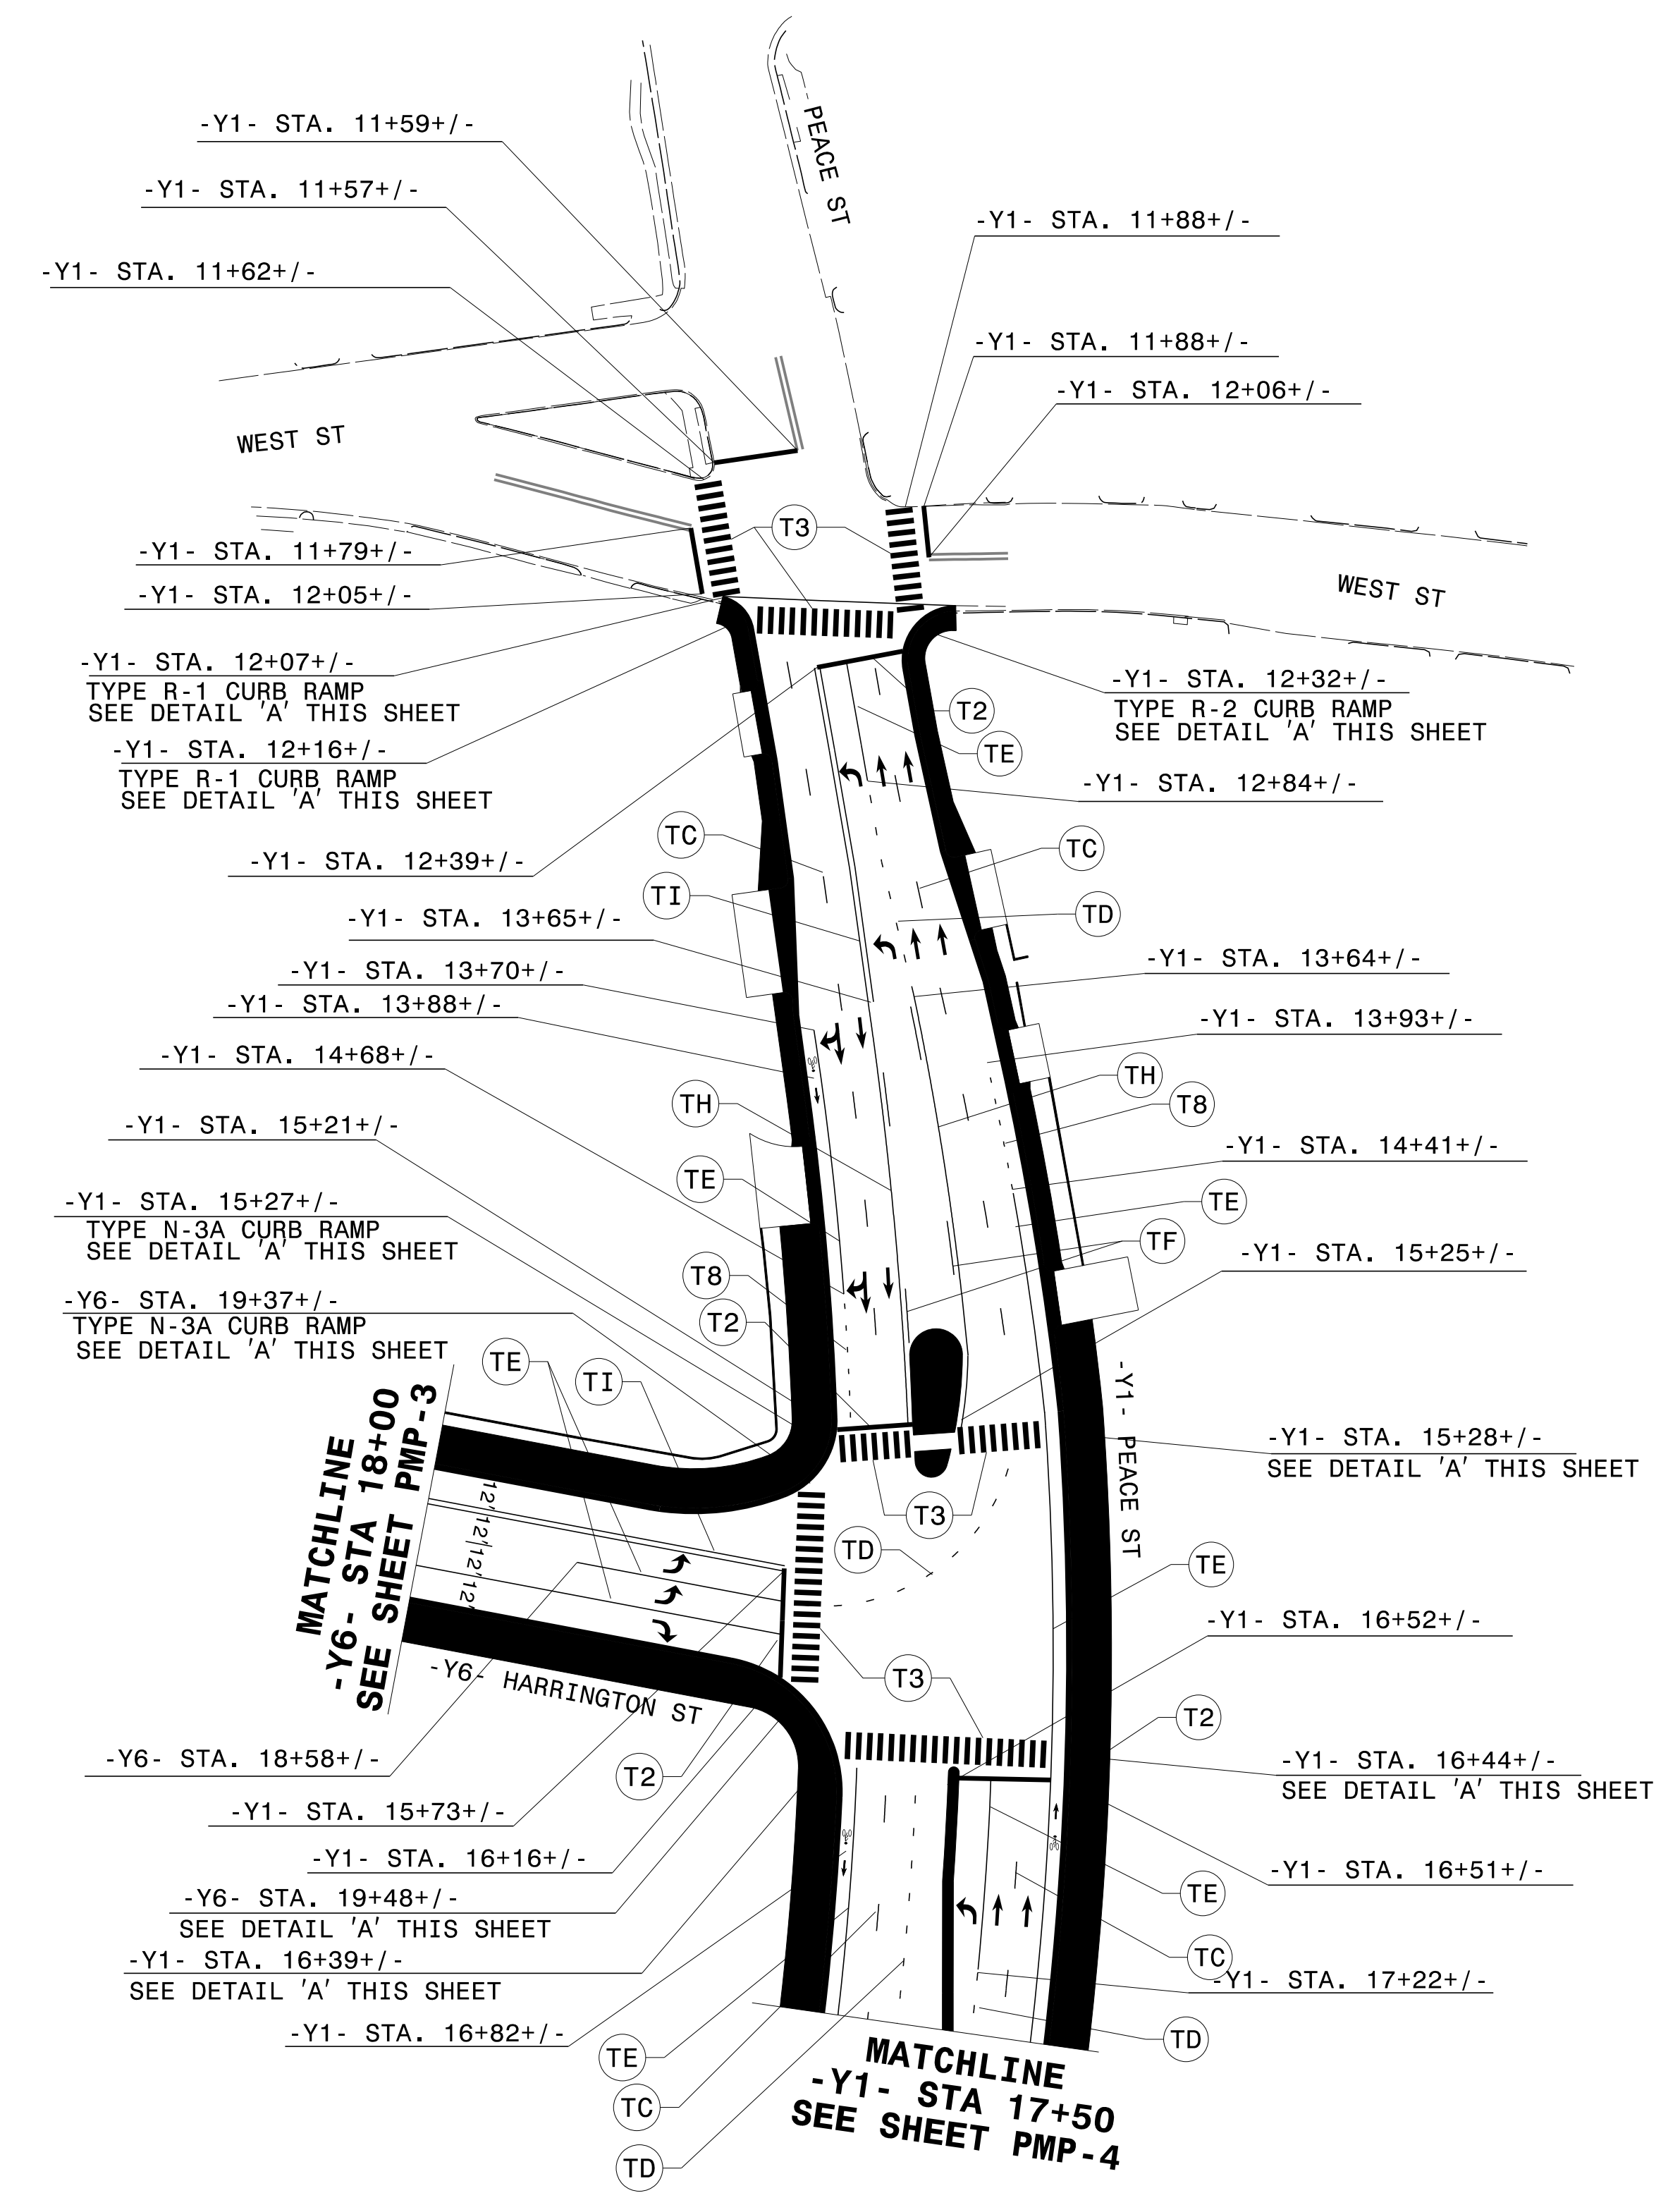 PEACE ST
-Y1- STA. 11+59+/-
-Y1- STA. 11+57+/-
-Y1- STA. 11+88+/-
-Y1- STA. 11+62+/-
-Y1- STA. 11+88+/-
-Y1- STA. 12+06+/-
WEST ST
T3
-Y1- STA. 11+79+/-
-Y1- STA. 12+05+/-
WEST ST
-Y1- STA. 12+07+/-
TYPE R-1 CURB RAMP
SEE DETAIL 'A' THIS SHEET
-Y1- STA. 12+32+/-
TYPE R-2 CURB RAMP
SEE DETAIL 'A' THIS SHEET
T2
-Y1- STA. 12+16+/-
TYPE R-1 CURB RAMP
SEE DETAIL 'A' THIS SHEET
TE
-Y1- STA. 12+84+/-
TC
TC
-Y1- STA. 12+39+/-
TI
TD
-Y1- STA. 13+65+/-
-Y1- STA. 13+64+/-
-Y1- STA. 13+70+/-
-Y1- STA. 13+88+/-
-Y1- STA. 13+93+/-
-Y1- STA. 14+68+/-
TH
TH
T8
-Y1- STA. 15+21+/-
-Y1- STA. 14+41+/-
TE
-Y1- STA. 15+27+/-
TYPE N-3A CURB RAMP
SEE DETAIL 'A' THIS SHEET
TE
TF
-Y1- STA. 15+25+/-
T8
-Y6- STA. 19+37+/-
TYPE N-3A CURB RAMP
SEE DETAIL 'A' THIS SHEET
T2
TE
TI
MATCHLINE
-Y6- STA 18+00
SEE SHEET PMP-3
-Y1- PEACE ST
-Y1- STA. 15+28+/-
SEE DETAIL 'A' THIS SHEET
12'
12'
12'
12'
T3
TD
TE
-Y1- STA. 16+52+/-
-Y6- HARRINGTON ST
T3
T2
-Y6- STA. 18+58+/-
T2
-Y1- STA. 16+44+/-
SEE DETAIL 'A' THIS SHEET
-Y1- STA. 15+73+/-
-Y1- STA. 16+16+/-
-Y1- STA. 16+51+/-
TE
-Y6- STA. 19+48+/-
SEE DETAIL 'A' THIS SHEET
-Y1- STA. 16+39+/-
SEE DETAIL 'A' THIS SHEET
TC
-Y1- STA. 17+22+/-
-Y1- STA. 16+82+/-
TD
TE
TC
TD
MATCHLINE
-Y1- STA 17+50
SEE SHEET PMP-4